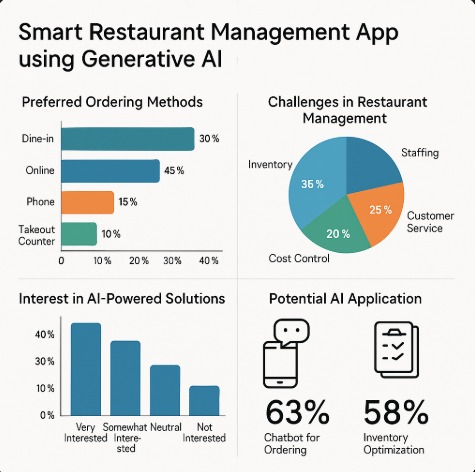 Smart Restaurant Management App
using Generative AI
Preferred Ordering Methods
Dine-in
30%
Online
45%
Phone
15%
Takeout
Counter
10%
0
10%
20%
30%
40%
Challenges in Restaurant
Management
Inventory
35%
Staffing
25%
Customer
Service
20%
Cost Control
Interest in AI-Powered Solutions
40%
30%
10%
0%
Very
Interested
Somewhat
Intere-
sted
Neutral
Not
Interested
Potential AI Application
63%
Chatbot for
Ordering
58%
Inventory
Optimization